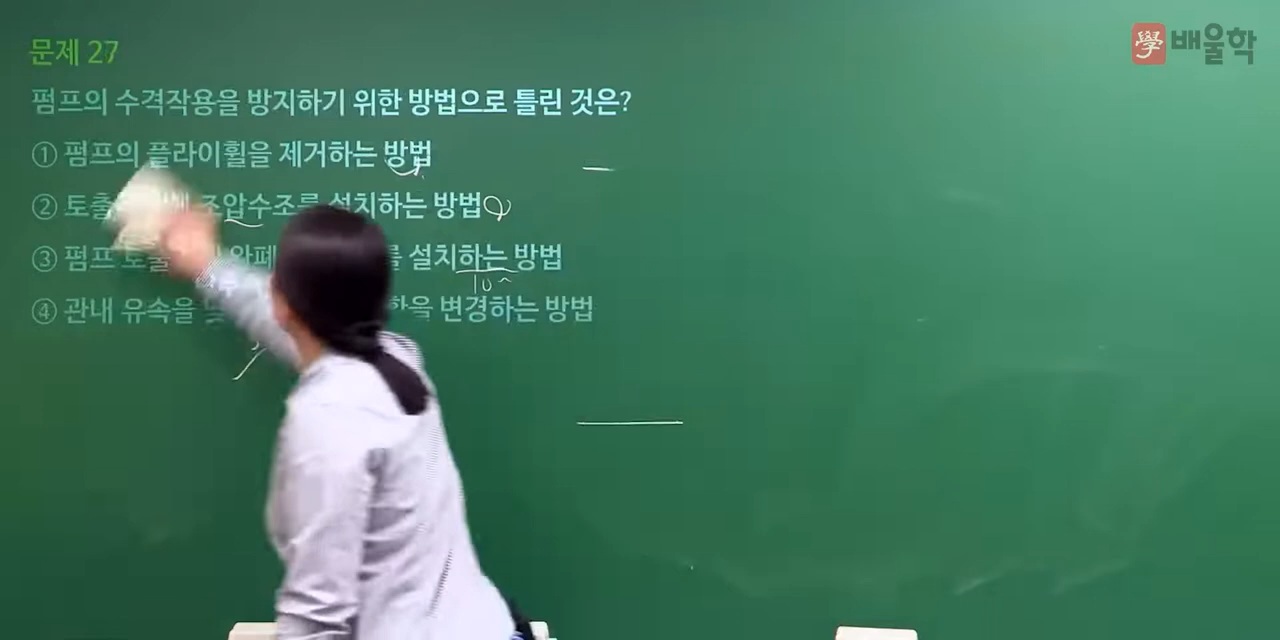 學 배울학
문제 27
펌프의 수격작용을 방지하기 위한 방법으로 틀린 것은?
① 펌프의 플라이휠을 제거하는 방법
② 토출 조압수조를 설치하는 방법
③ 펌프 토출 설치하는 방법
④ 관내 유속을 변경하는 방법